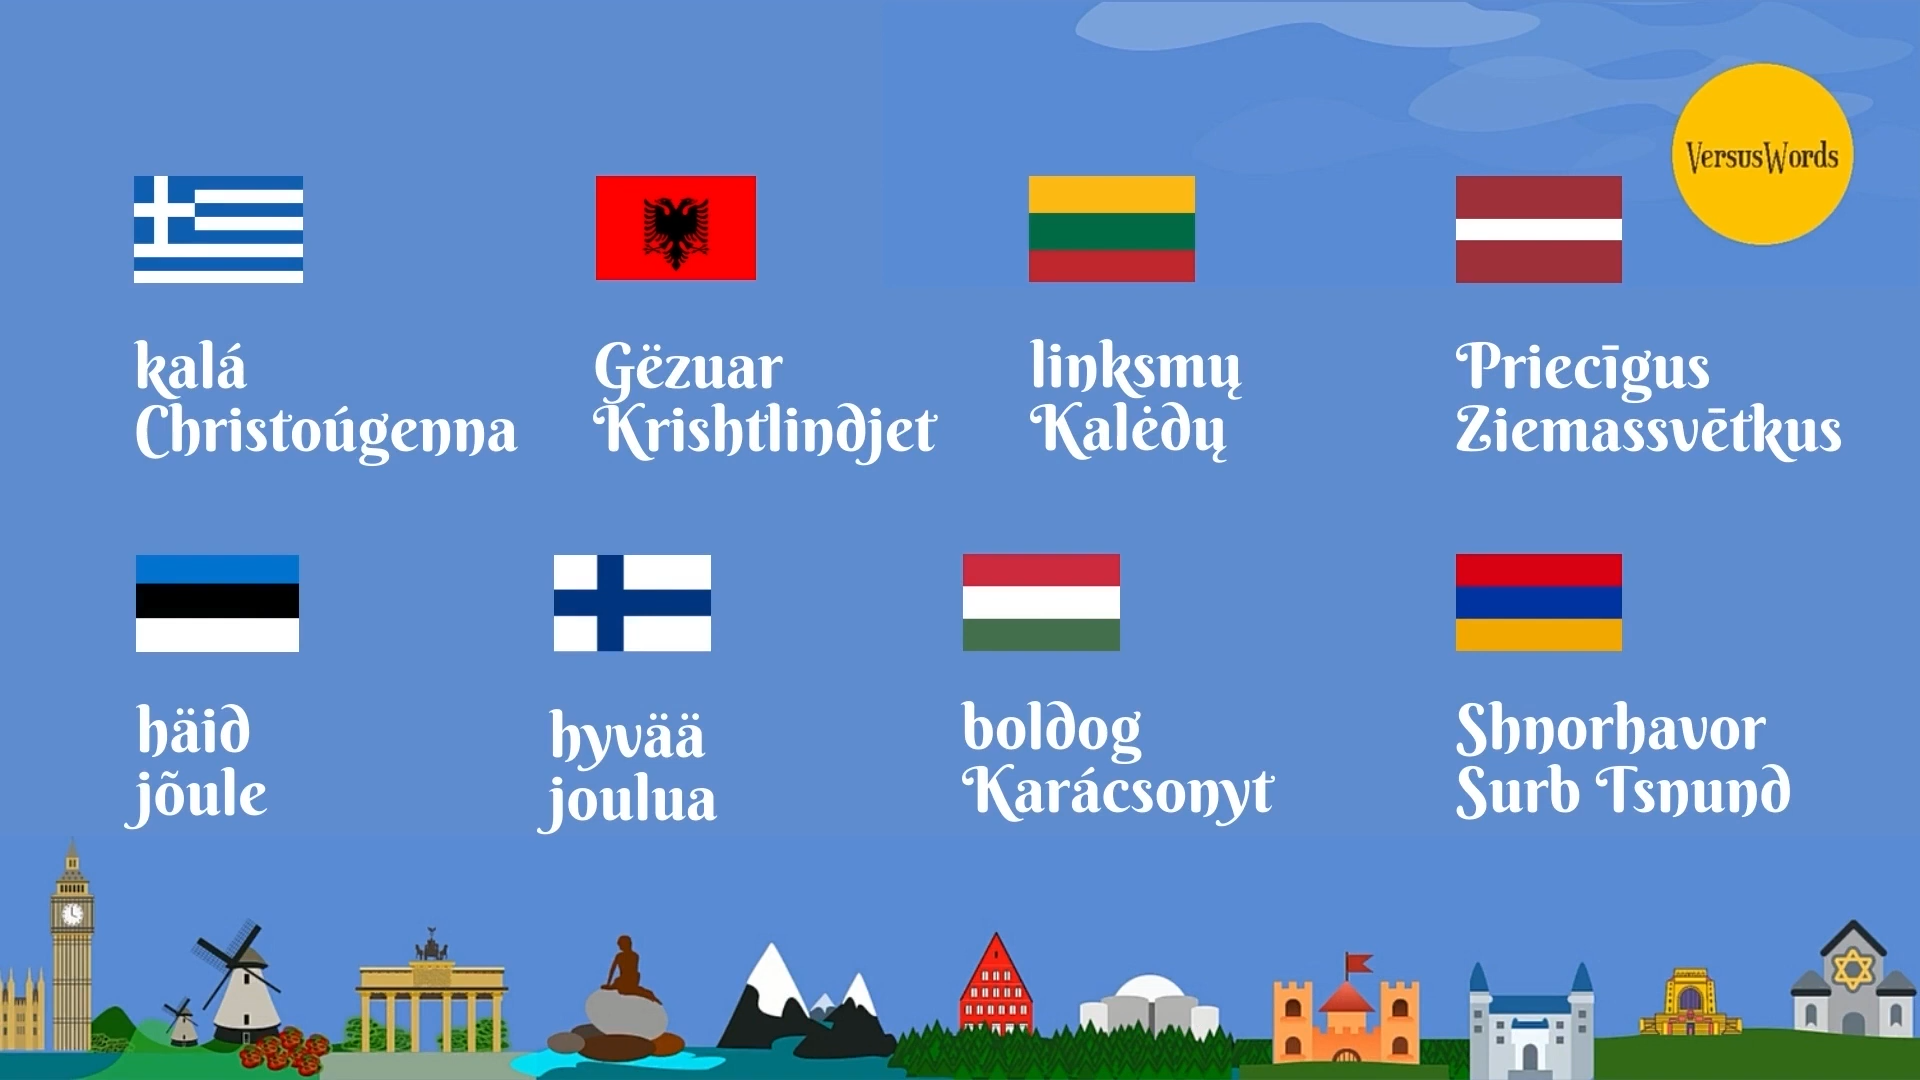 VersusWords
kalá
Christoúgenna
Gëzuar
Krishtlindjet
linksmų
Kalėdų
Priecīgus
Ziemassvētkus
häid
jõule
hyvää
joulua
boldog
Karácsonyt
Shnorhavor
Surb Tsnund